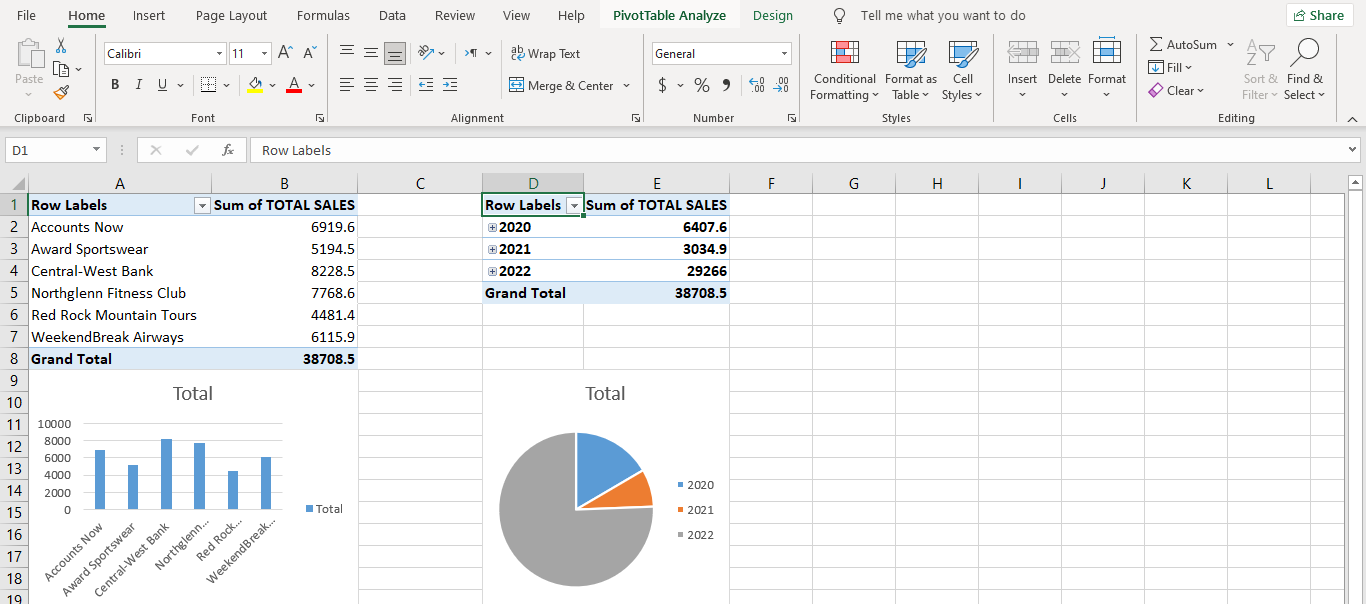 File Home Insert Page Layout Formulas Data Review View Help PivotTable Analyze Design Tell me what you want to do Share
Paste
Clipboard
Calibri 11
B I U
Font
Wrap Text
Merge & Center
Alignment
General
$ % 9
Number
Conditional Formatting
Format as Table
Cell Styles
Styles
Insert Delete Format
Cells
AutoSum
Fill
Clear
Sort & Filter
Find & Select
Editing
D1 fx Row Labels
A B C D E F G H I J K L
1 Row Labels Sum of TOTAL SALES Row Labels Sum of TOTAL SALES
2 Accounts Now 6919.6 2020 6407.6
3 Award Sportswear 5194.5 2021 3034.9
4 Central-West Bank 8228.5 2022 29266
5 Northglenn Fitness Club 7768.6 Grand Total 38708.5
6 Red Rock Mountain Tours 4481.4
7 WeekendBreak Airways 6115.9
8 Grand Total 38708.5
9
10
11
12
13
14
15
16
17
18
19
Total
10000
8000
6000
4000
2000
0
Accounts Now
Award Sportswear
Central-West Bank
Northglenn...
Red Rock...
WeekendBreak...
Total
Total
2020
2021
2022